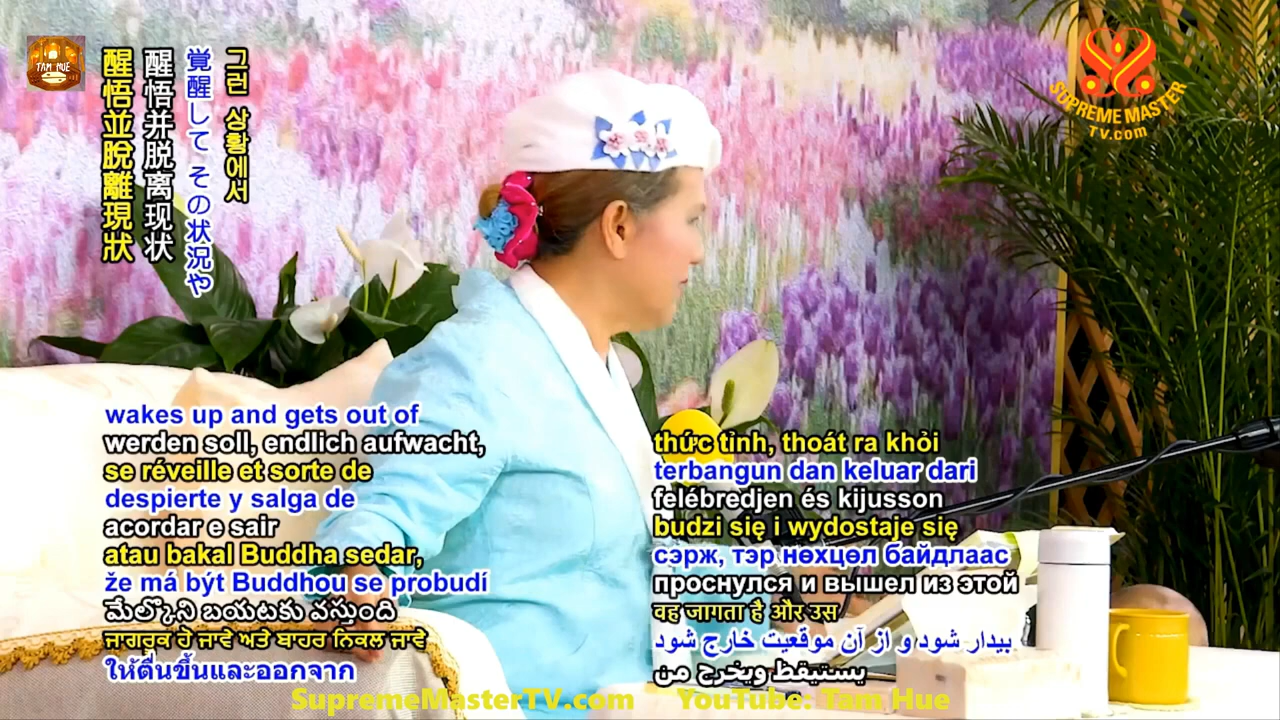 TAM HUE
SUPREME MASTER
TV.com
그런 상황에서
覚醒して その状況や
醒悟并脱离现状
醒悟並脫離現狀
wakes up and gets out of
werden soll, endlich aufwacht,
se réveille et sorte de
despierte y salga de
acordar e sair
atau bakal Buddha sedar,
že má být Buddhou se probudí
మేల్కొని బయటకు వస్తుంది
ਜਾਗਰੂਕ ਹੋ ਜਾਵੇ ਅਤੇ ਬਾਹਰ ਨਿਕਲ ਜਾਵੇ
ให้ตื่นขึ้นและออกจาก
thức tỉnh, thoát ra khỏi
terbangun dan keluar dari
felébredjen és kijusson
budzi się i wydostaje się
сэрж, тэр нөхцөл байдлаас
проснулся и вышел из этой
वह जागता है और उस
بیدار شود و از آن موقعیت خارج شود
يستيقظ ويخرج من
SupremeMasterTV.com YouTube: Tam Hue